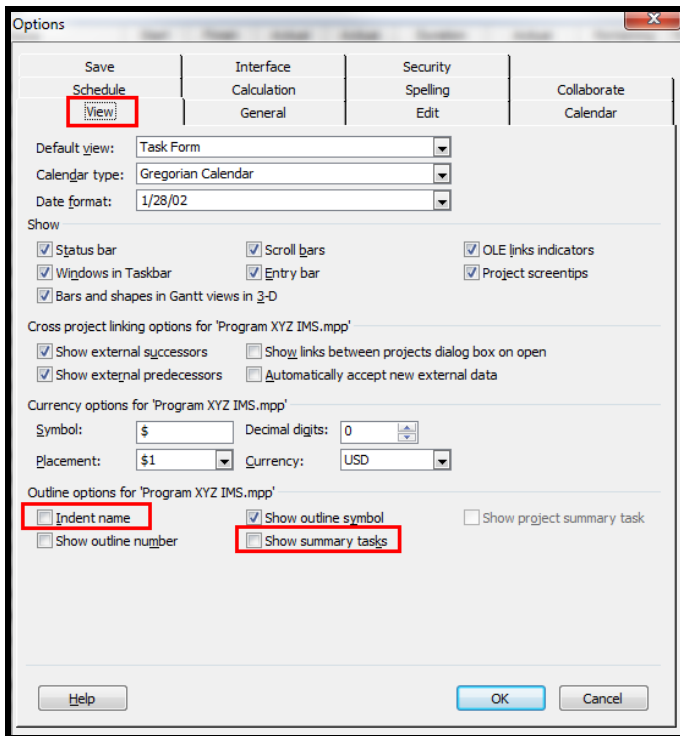 Options
Save Interface Security
Schedule Calculation Spelling Collaborate
View General Edit Calendar
Default view: Task Form
Calendar type: Gregorian Calendar
Date format: 1/28/02
Show
Status bar Scroll bars OLE links indicators
Windows in Taskbar Entry bar Project screentips
Bars and shapes in Gantt views in 3-D
Cross project linking options for 'Program XYZ IMS.mpp'
Show external successors Show links between projects dialog box on open
Show external predecessors Automatically accept new external data
Currency options for 'Program XYZ IMS.mpp'
Symbol: $ Decimal digits: 0
Placement: $1 Currency: USD
Outline options for 'Program XYZ IMS.mpp'
Indent name Show outline symbol Show project summary task
Show outline number Show summary tasks
Help OK Cancel